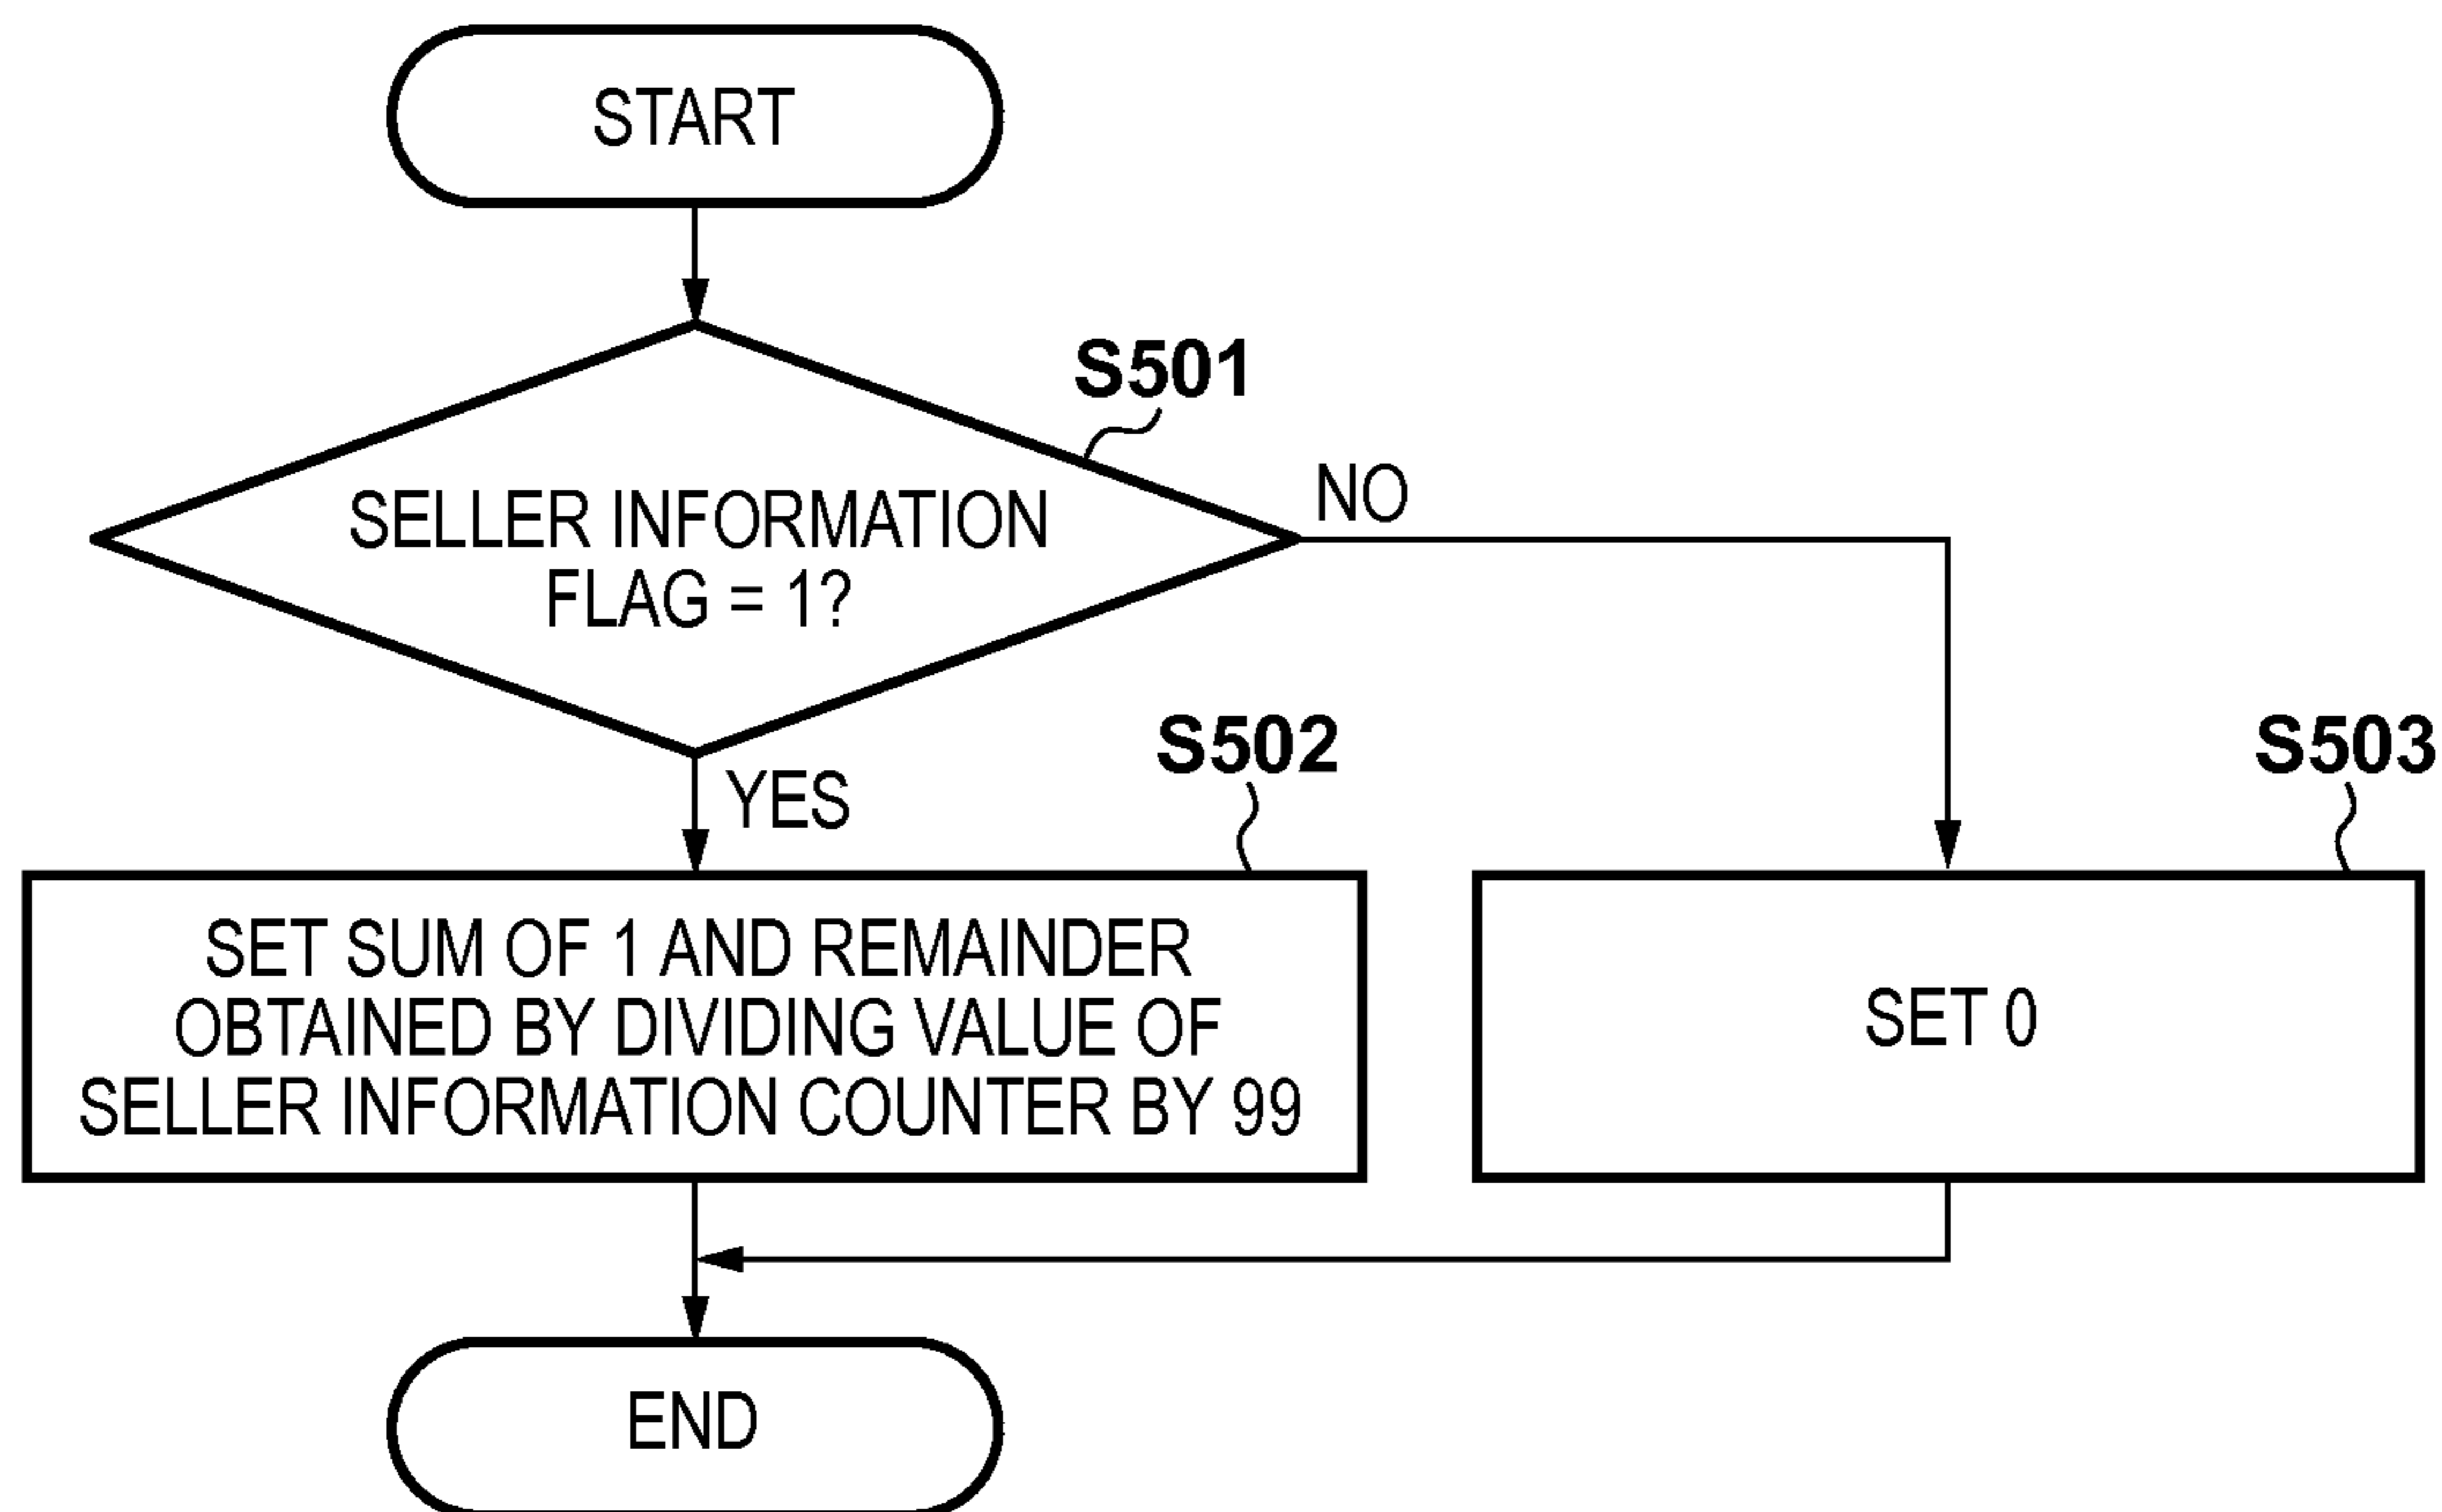 START
S501
SELLER INFORMATION
FLAG = 1?
NO
YES
S502
S503
SET SUM OF 1 AND REMAINDER
OBTAINED BY DIVIDING VALUE OF
SELLER INFORMATION COUNTER BY 99
SET 0
END